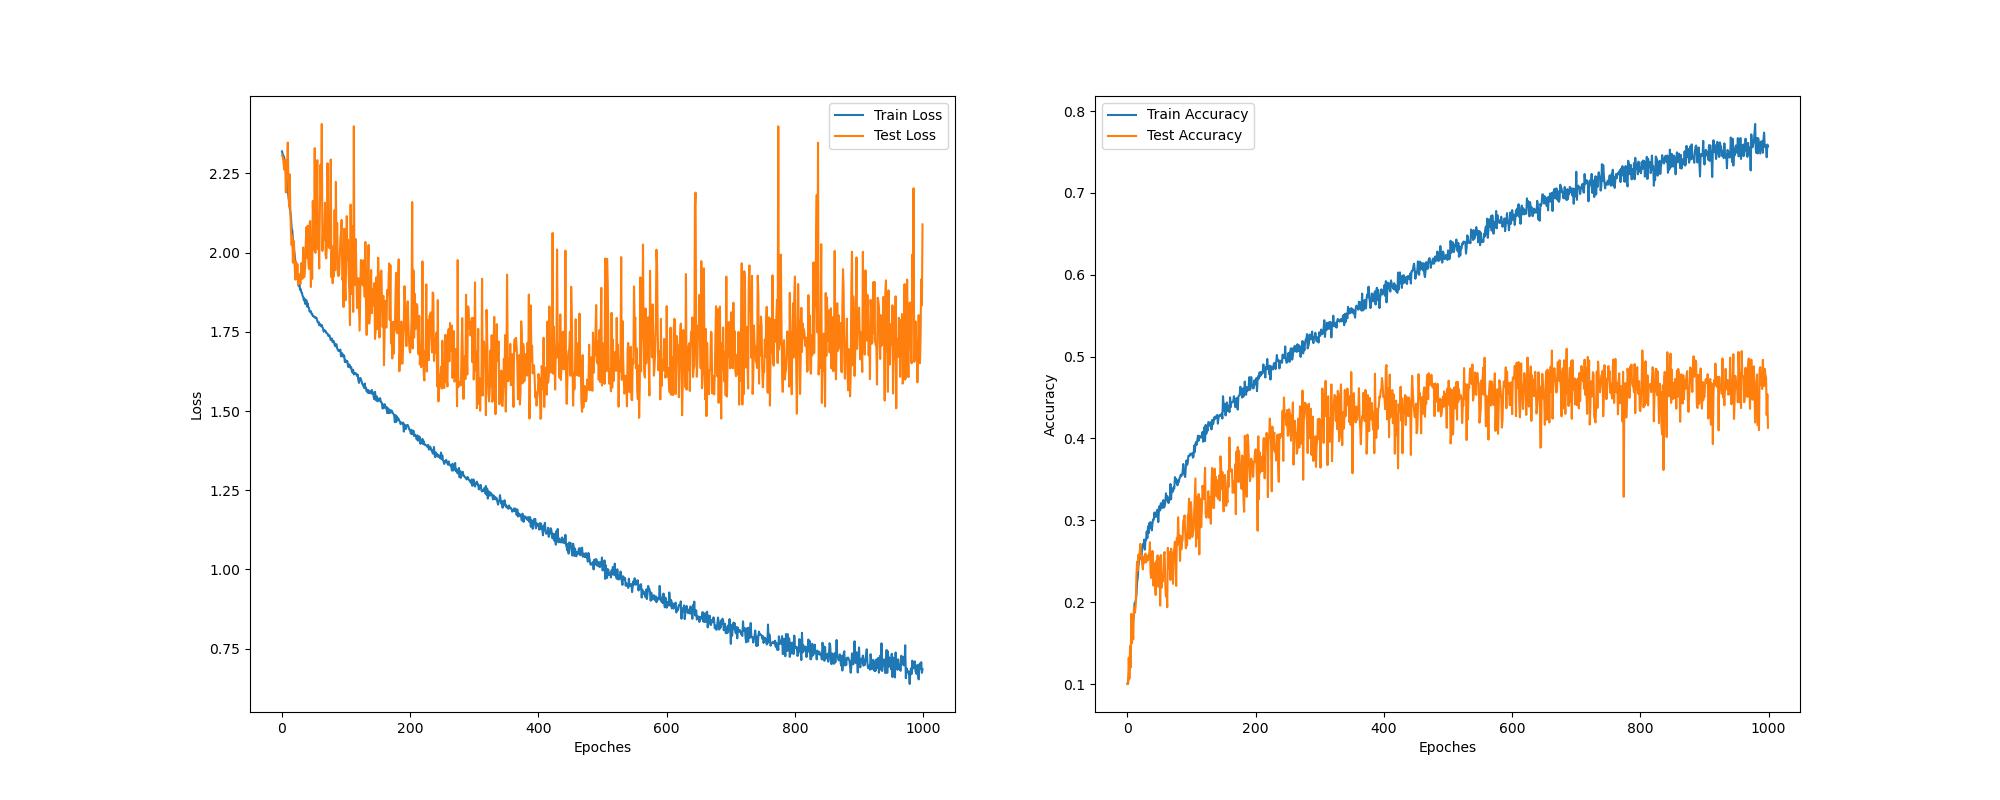 Train Loss
Test Loss
2.25
2.00
1.75
1.50
1.25
1.00
0.75
Loss
0 200 400 600 800 1000
Epoches
Train Accuracy
Test Accuracy
0.8
0.7
0.6
0.5
0.4
0.3
0.2
0.1
Accuracy
0 200 400 600 800 1000
Epoches